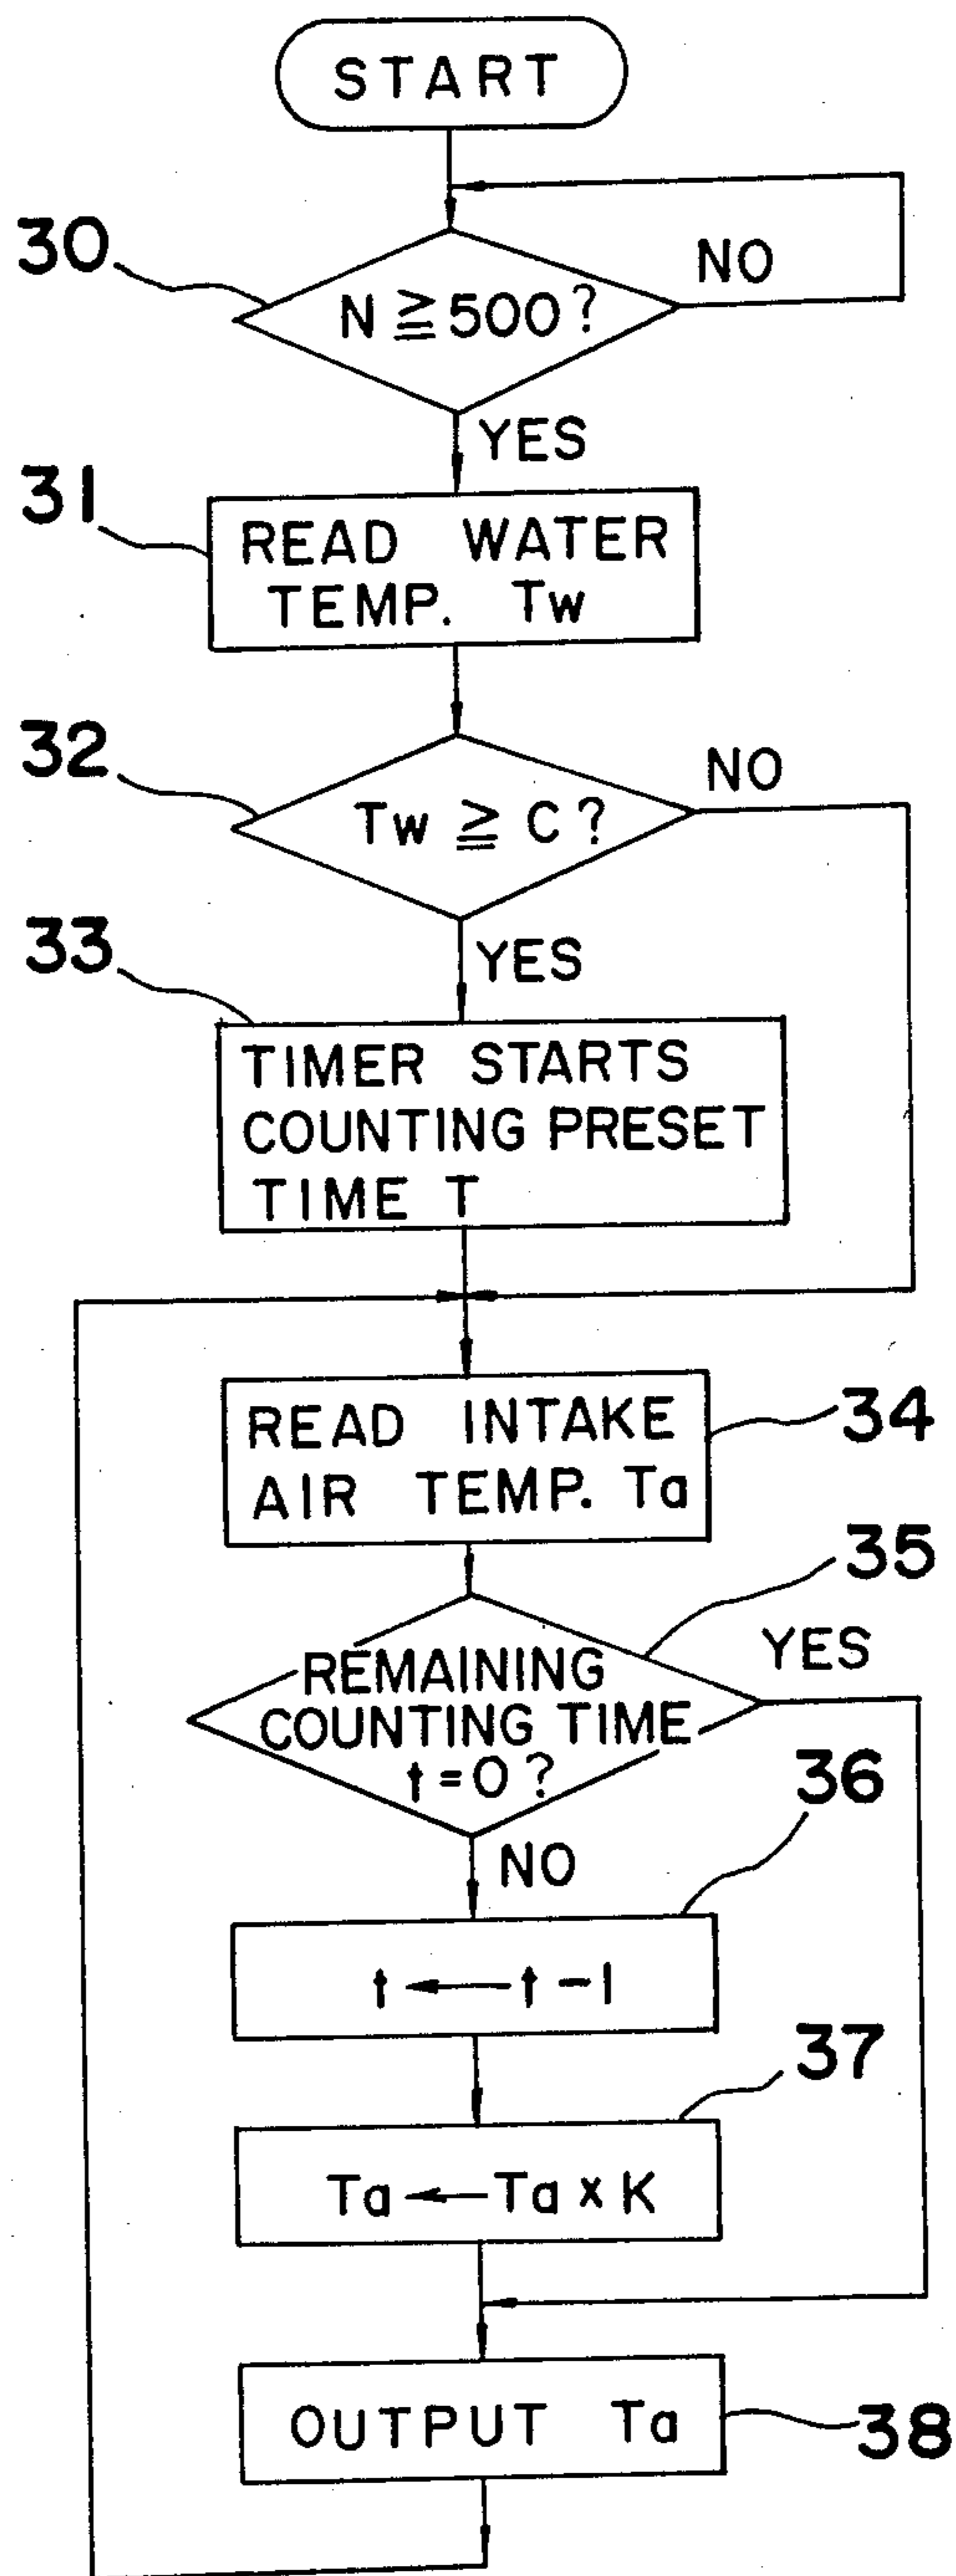 START
30
N ≧ 500?
NO
YES
31
READ WATER
TEMP. Tw
32
Tw ≧ C?
NO
YES
33
TIMER STARTS
COUNTING PRESET
TIME T
READ INTAKE
AIR TEMP. Ta
34
35
REMAINING
COUNTING TIME
t=0?
YES
NO
36
t ← t-1
37
Ta ← Ta x K
OUTPUT Ta
38